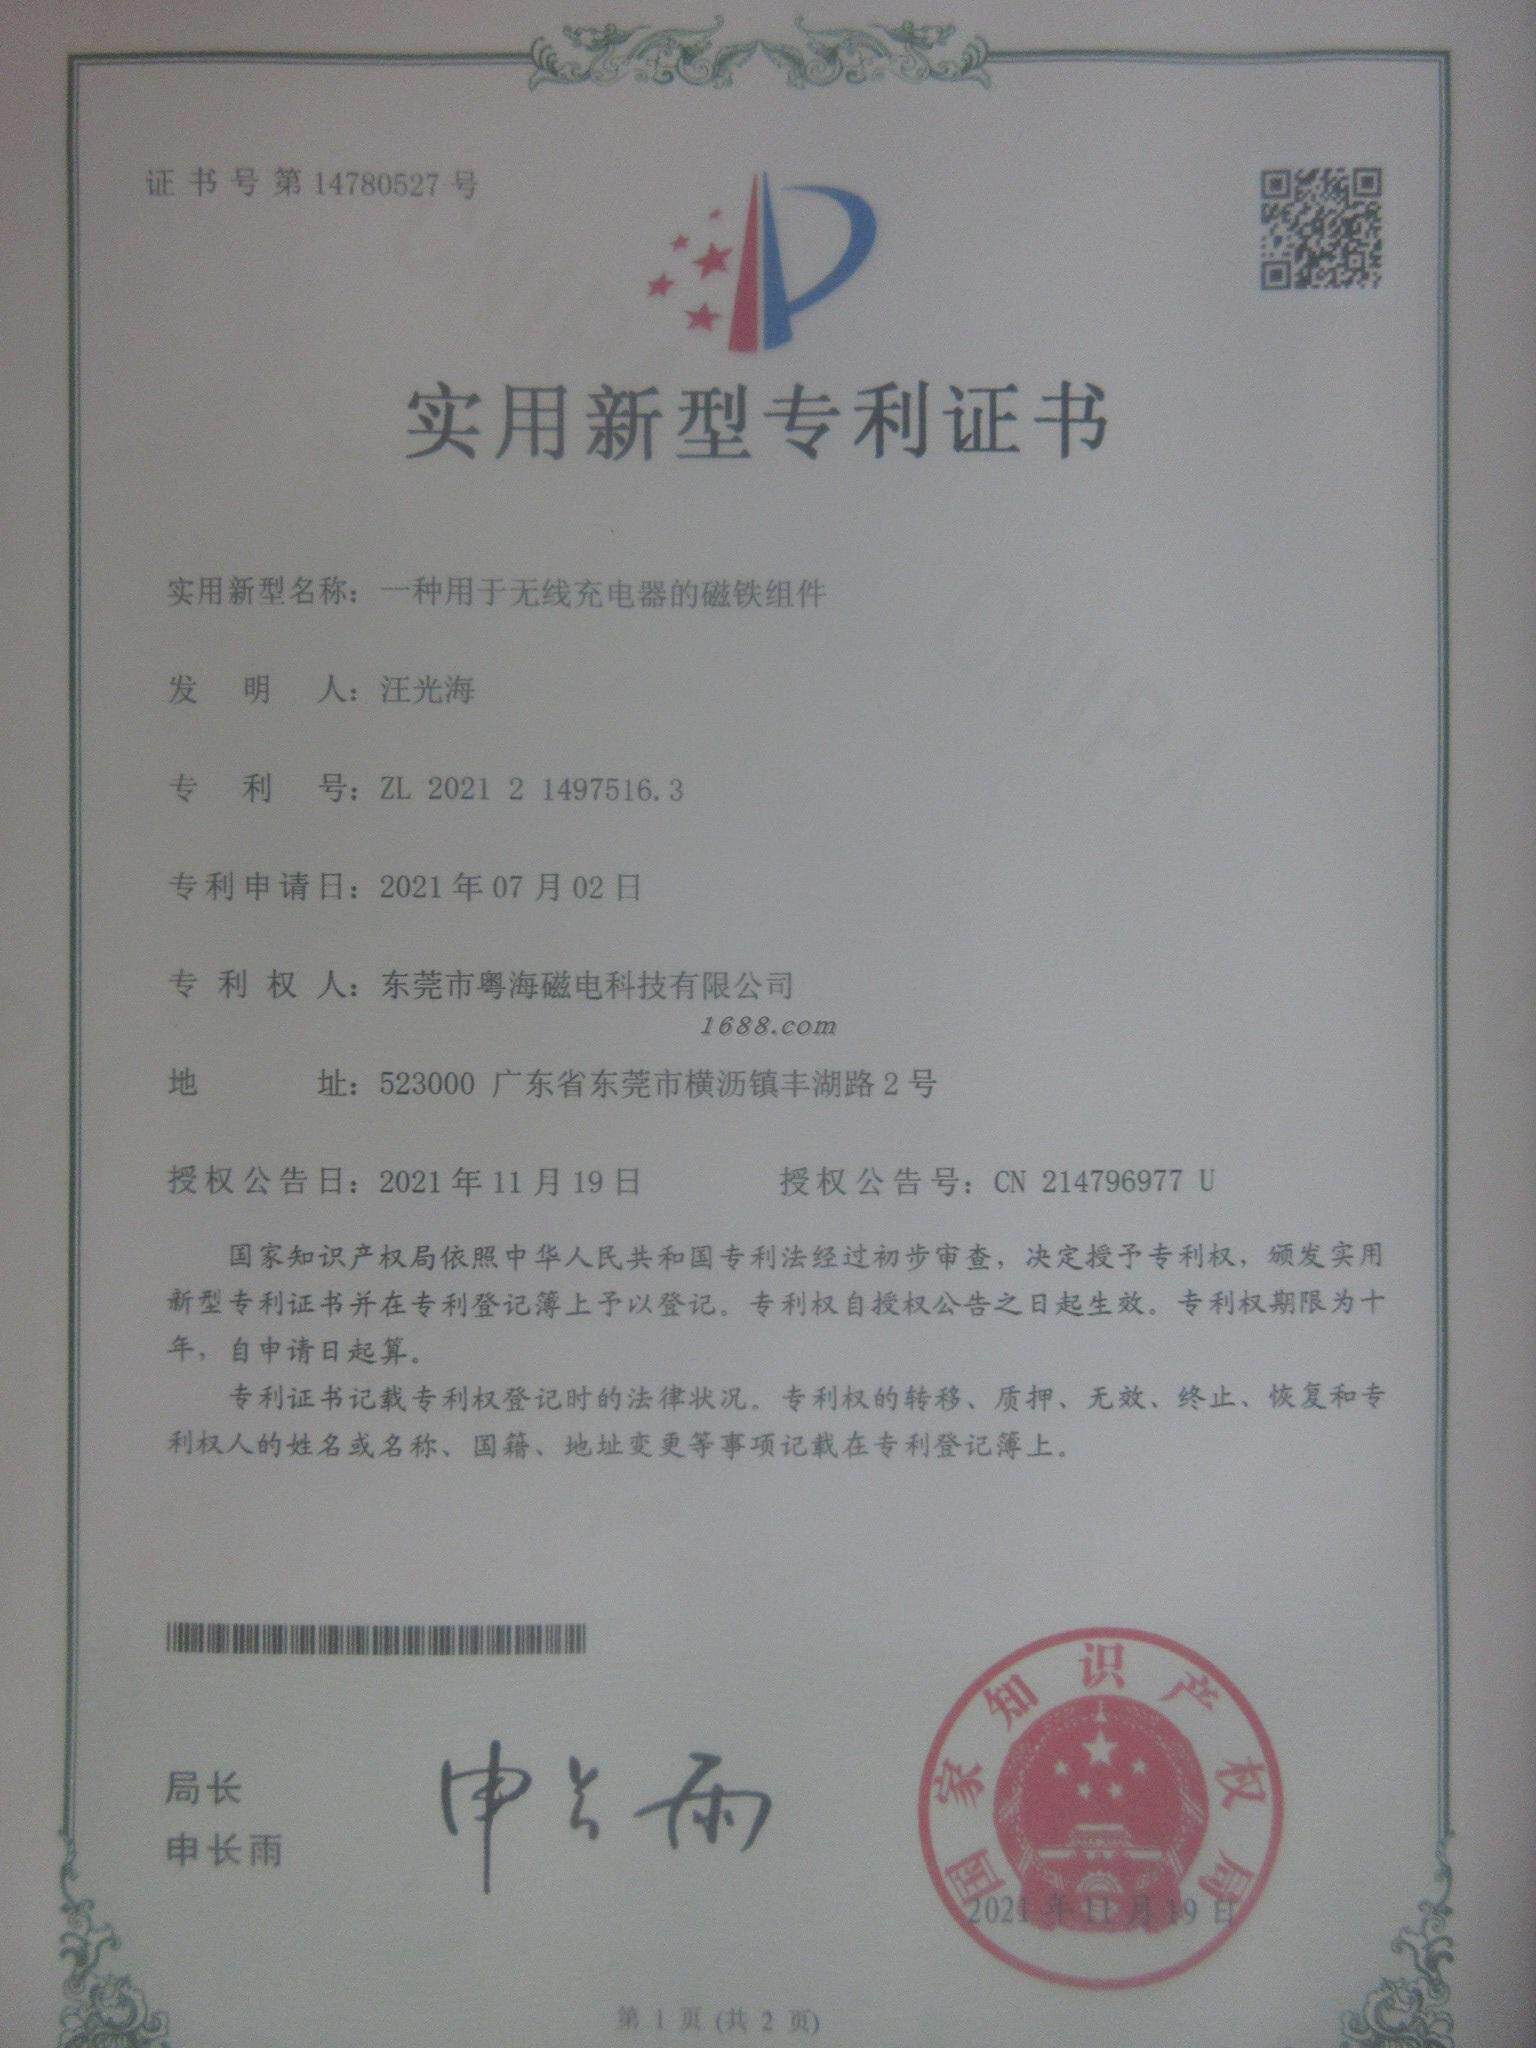 证书号第14780527号
实用新型专利证书
实用新型名称：一种用于无线充电器的磁铁组件
发明人：汪光海
专利号：ZL 2021 2 1497516.3
专利申请日：2021年07月02日
专利权人：东莞市粤海磁电科技有限公司
1688.com
地址：523000 广东省东莞市横沥镇丰湖路2号
授权公告日：2021年11月19日 授权公告号：CN 214796977 U
国家知识产权局依照中华人民共和国专利法经过初步审查，决定授予专利权，颁发实用
新型专利证书并在专利登记簿上予以登记。专利权自授权公告之日起生效。专利权期限为十
年，自申请日起算。
专利证书记载专利权登记时的法律状况。专利权的转移、质押、无效、终止、恢复和专
利权人的姓名或名称、国籍、地址变更等事项记载在专利登记簿上。
局长
申长雨
申长雨
国家知识产权局
2021年11月19日
第 1 页 (共 2 页)